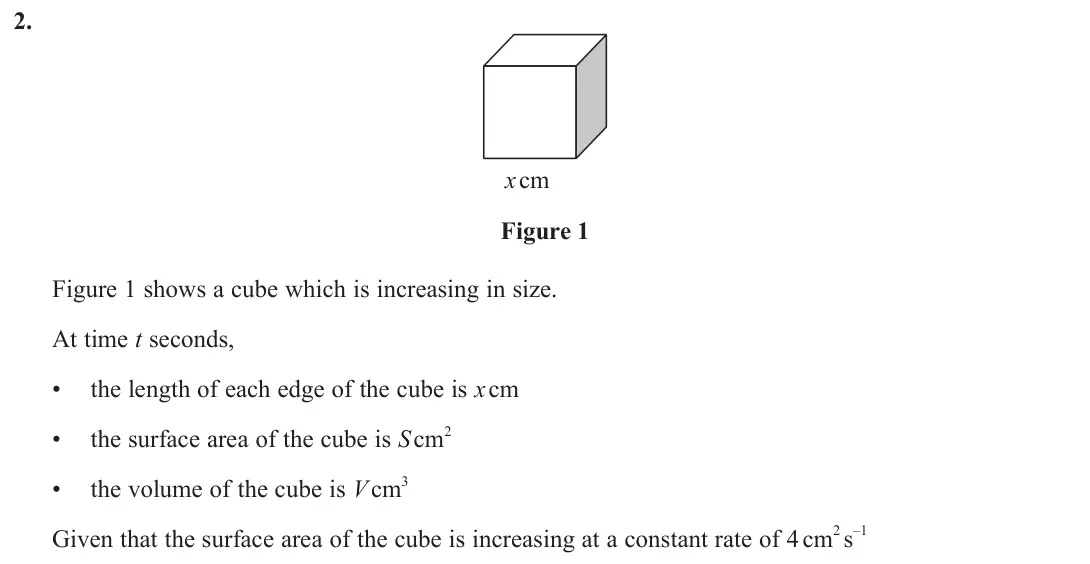 2.
x cm
Figure 1
Figure 1 shows a cube which is increasing in size.
At time t seconds,
• the length of each edge of the cube is x cm
• the surface area of the cube is S cm²
• the volume of the cube is V cm³
Given that the surface area of the cube is increasing at a constant rate of 4 cm² s⁻¹